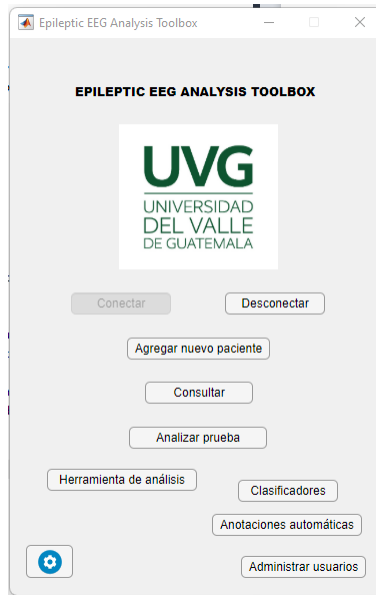 Epileptic EEG Analysis Toolbox
EPILEPTIC EEG ANALYSIS TOOLBOX
UVG
UNIVERSIDAD
DEL VALLE
DE GUATEMALA
Conectar
Desconectar
Agregar nuevo paciente
Consultar
Analizar prueba
Herramienta de análisis
Clasificadores
Anotaciones automáticas
Administrar usuarios